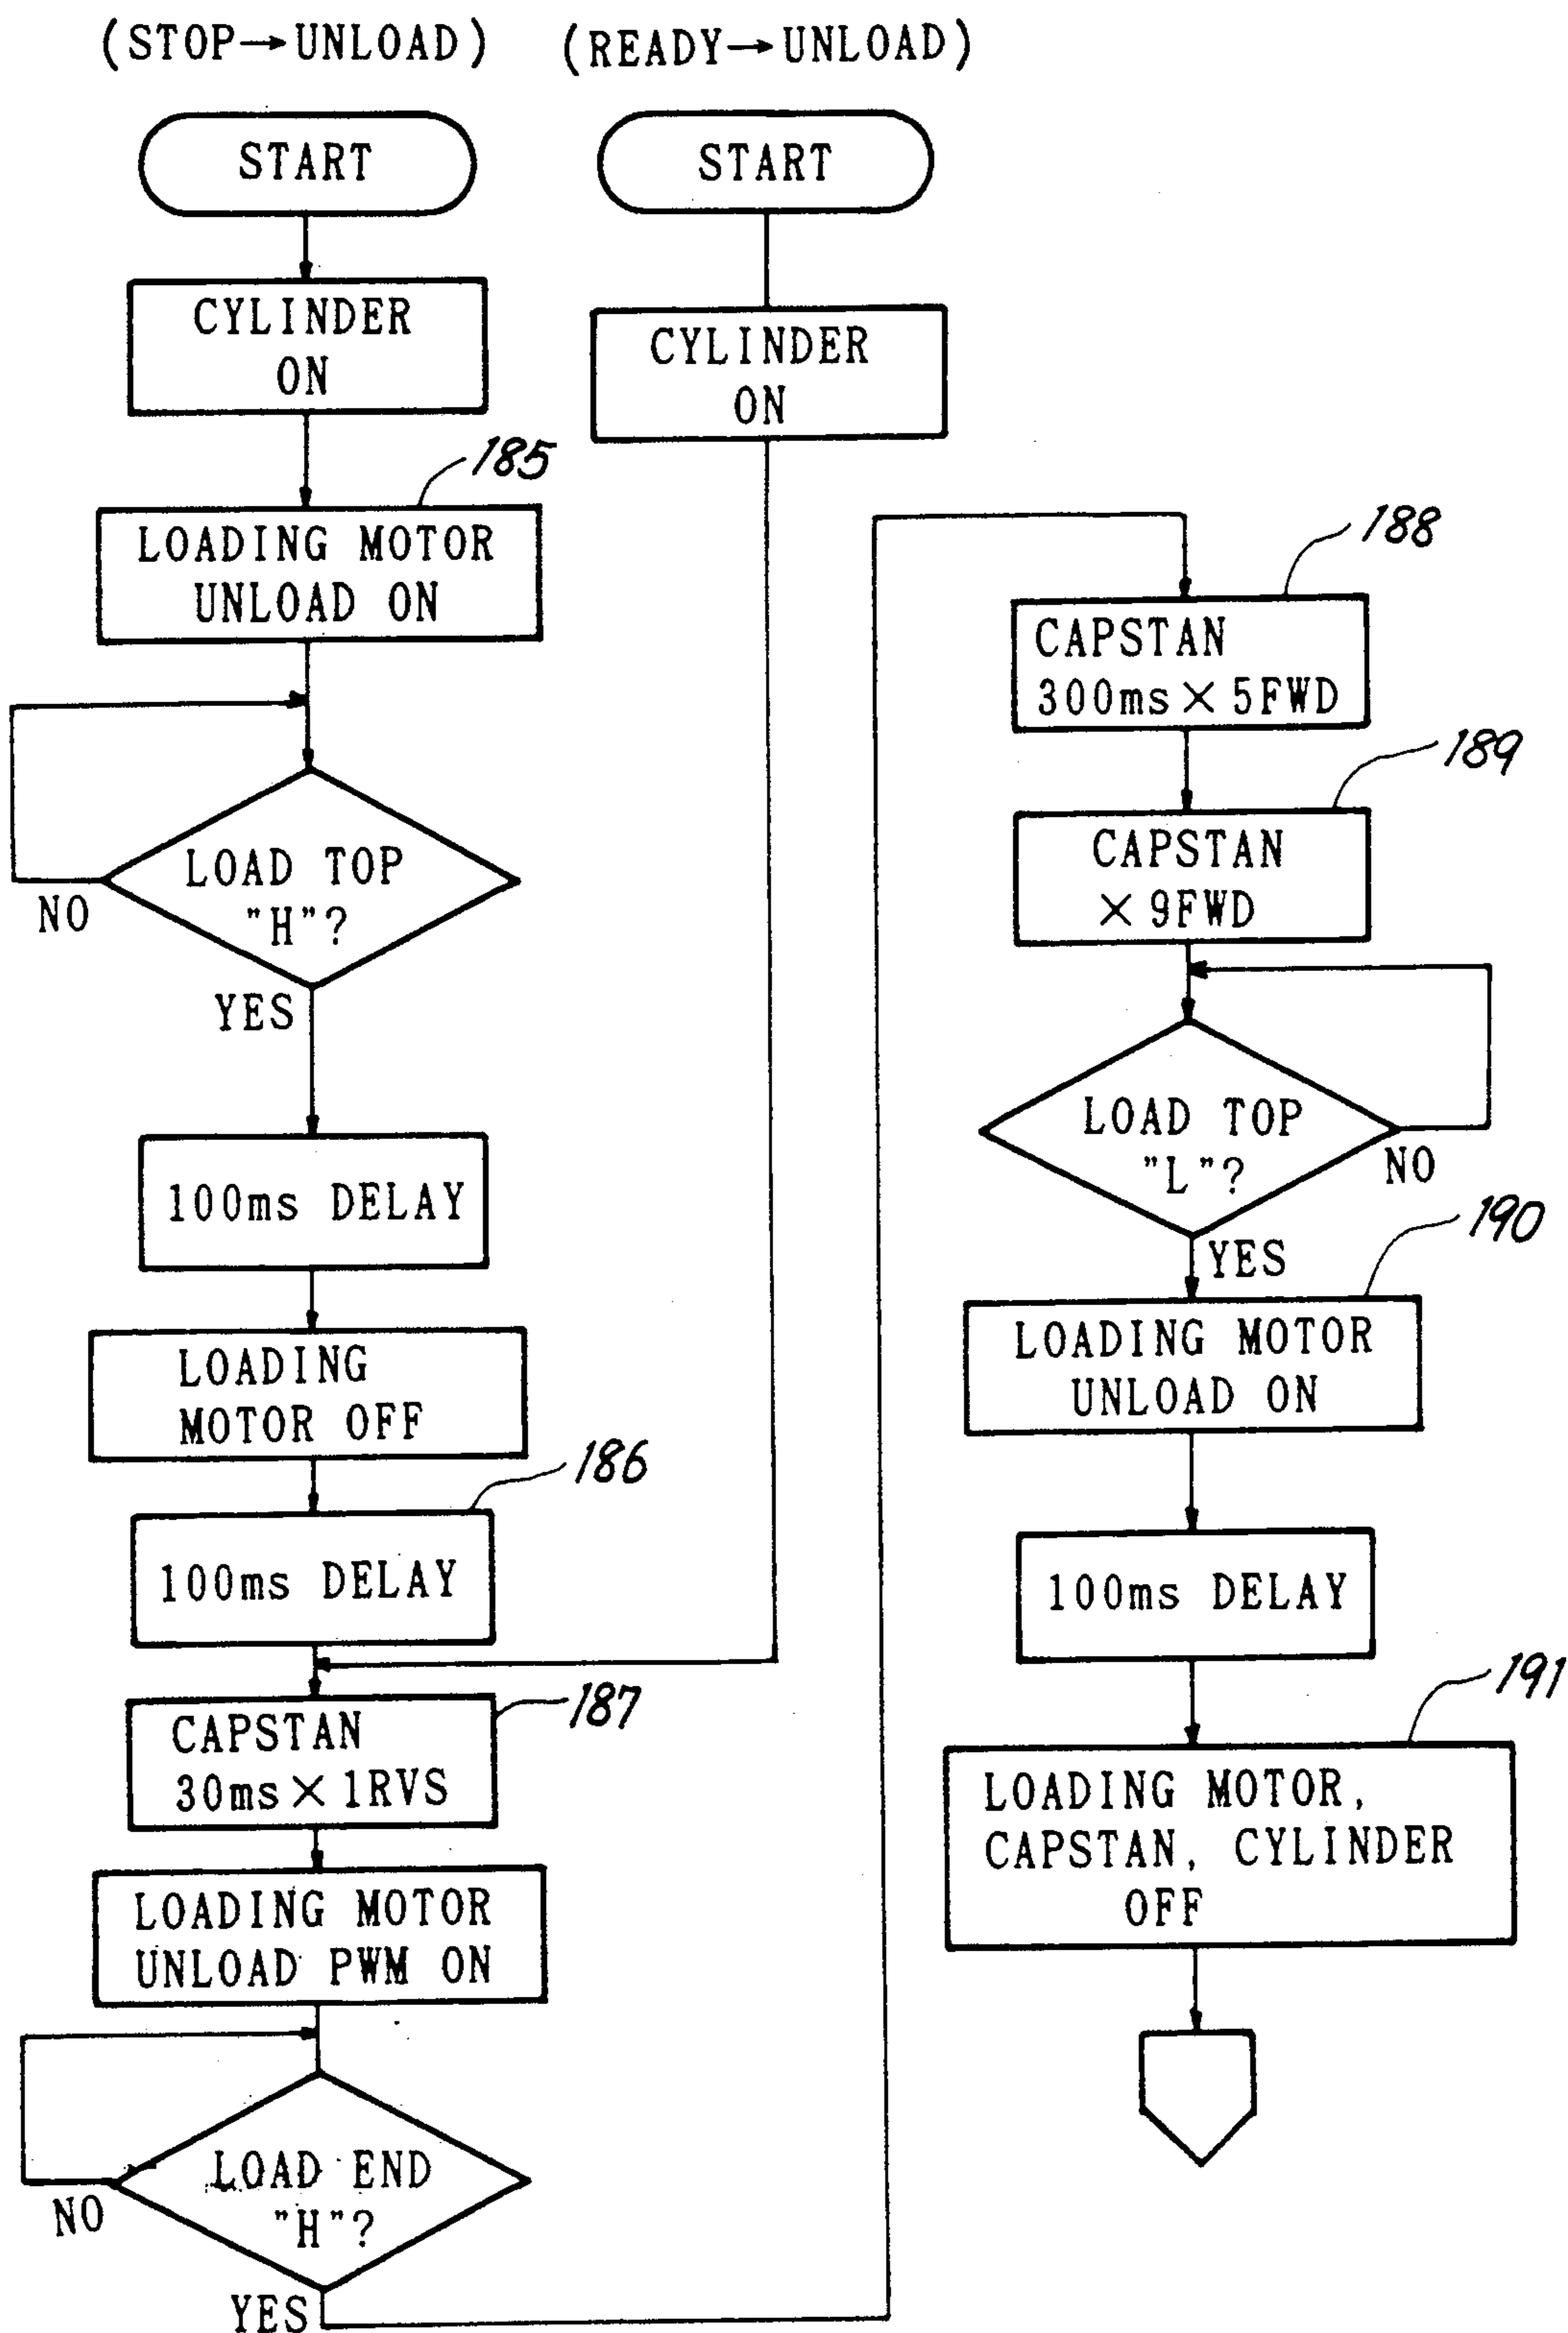 (STOP→UNLOAD)
(READY→UNLOAD)
START
START
CYLINDER
ON
CYLINDER
ON
185
LOADING MOTOR
UNLOAD ON
LOAD TOP
"H"?
NO
YES
100ms DELAY
LOADING
MOTOR OFF
186
100ms DELAY
187
CAPSTAN
30ms×1RVS
LOADING MOTOR
UNLOAD PWM ON
LOAD END
"H"?
NO
YES
188
CAPSTAN
300ms×5FWD
189
CAPSTAN
×9FWD
LOAD TOP
"L"?
NO
YES
190
LOADING MOTOR
UNLOAD ON
100ms DELAY
191
LOADING MOTOR,
CAPSTAN, CYLINDER
OFF